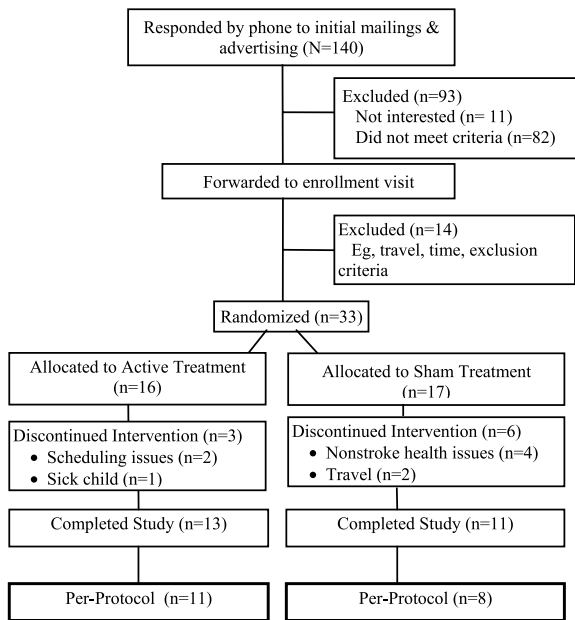 Responded by phone to initial mailings &
advertising (N=140)
Excluded (n=93)
Not interested (n= 11)
Did not meet criteria (n=82)
Forwarded to enrollment visit
Excluded (n=14)
Eg, travel, time, exclusion
criteria
Randomized (n=33)
Allocated to Active Treatment
(n=16)
Allocated to Sham Treatment
(n=17)
Discontinued Intervention (n=3)
• Scheduling issues (n=2)
• Sick child (n=1)
Discontinued Intervention (n=6)
• Nonstroke health issues (n=4)
• Travel (n=2)
Completed Study (n=13)
Completed Study (n=11)
Per-Protocol (n=11)
Per-Protocol (n=8)